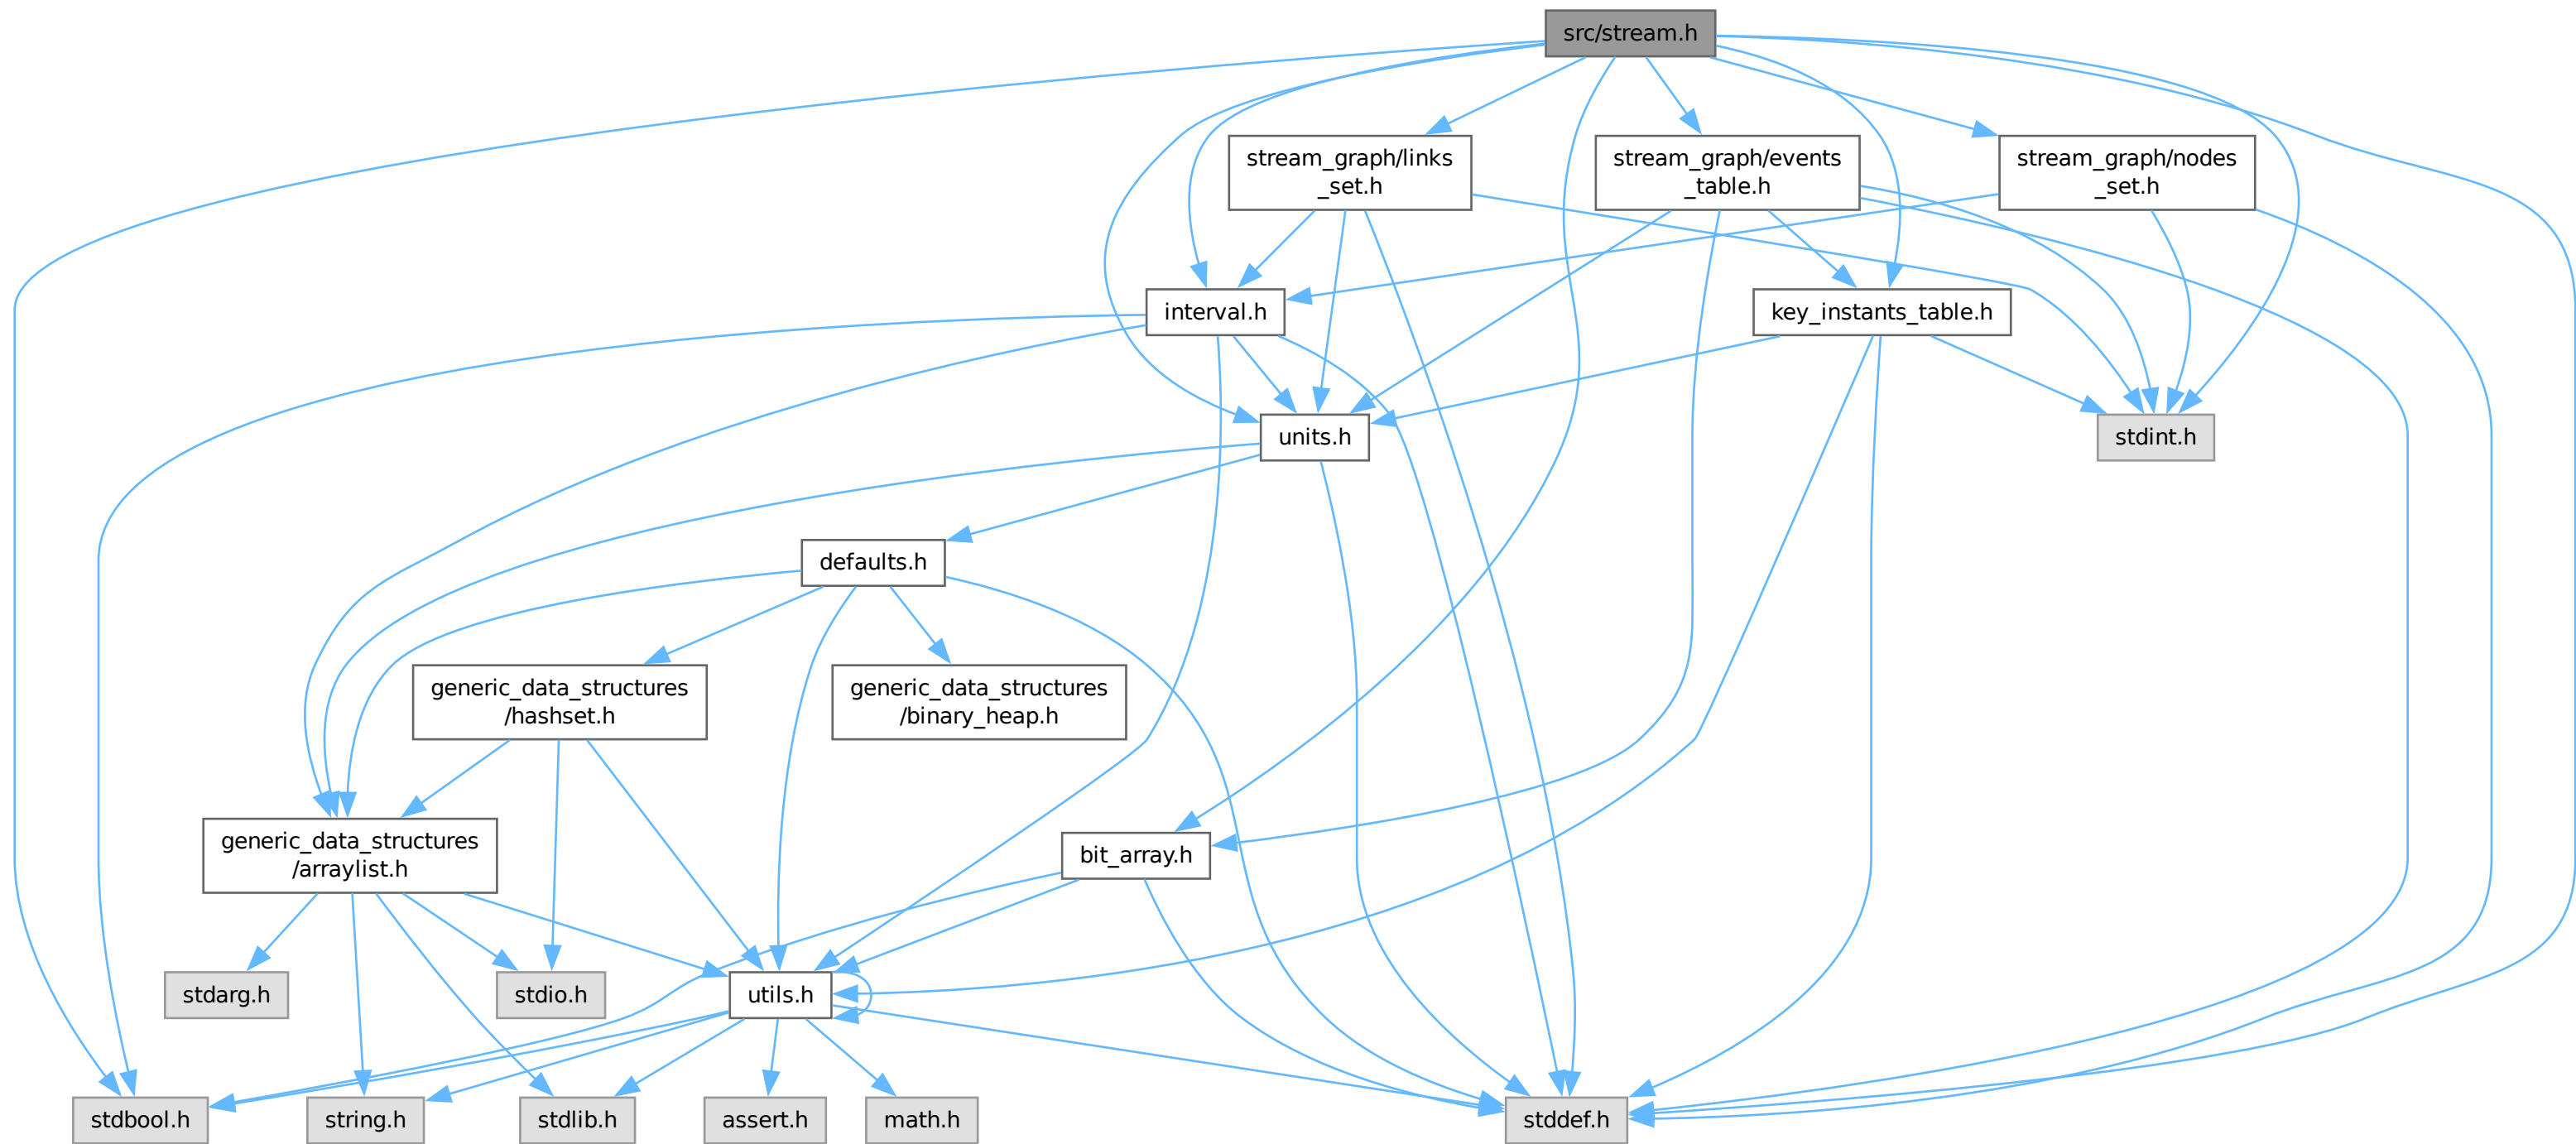 src/stream.h
stream_graph/links
_set.h
stream_graph/events
_table.h
stream_graph/nodes
_set.h
interval.h
key_instants_table.h
units.h
stdint.h
defaults.h
generic_data_structures
/hashset.h
generic_data_structures
/binary_heap.h
generic_data_structures
/arraylist.h
bit_array.h
stdarg.h
stdio.h
utils.h
stdbool.h
string.h
stdlib.h
assert.h
math.h
stddef.h